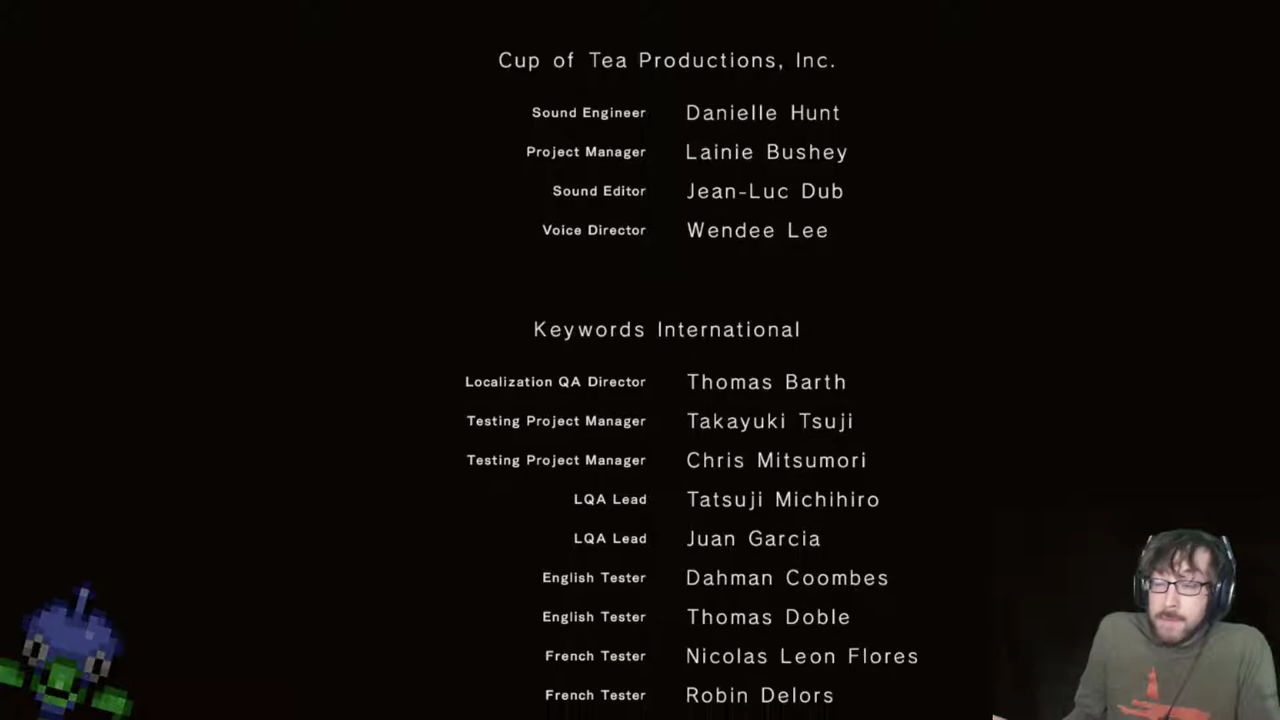 Cup of Tea Productions, Inc.
Sound Engineer Danielle Hunt
Project Manager Lainie Bushey
Sound Editor Jean-Luc Dub
Voice Director Wendee Lee
Keywords International
Localization QA Director Thomas Barth
Testing Project Manager Takayuki Tsuji
Testing Project Manager Chris Mitsumori
LQA Lead Tatsuji Michihiro
LQA Lead Juan Garcia
English Tester Dahman Coombes
English Tester Thomas Doble
French Tester Nicolas Leon Flores
French Tester Robin Delors